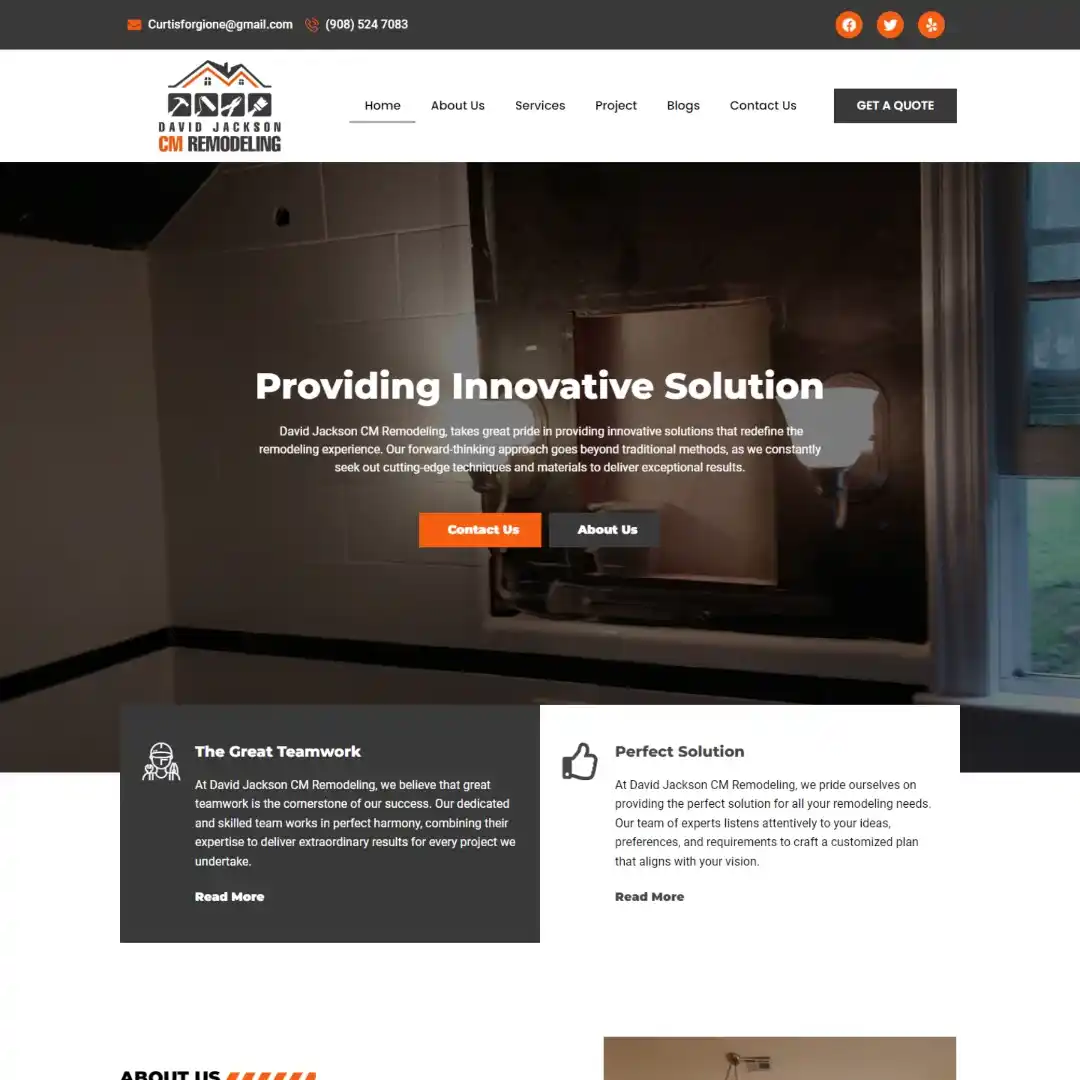 Curtisforgione@gmail.com (908) 524 7083
DAVID JACKSON
CM REMODELING
Home About Us Services Project Blogs Contact Us GET A QUOTE
Providing Innovative Solution
David Jackson CM Remodeling, takes great pride in providing innovative solutions that redefine the
remodeling experience. Our forward-thinking approach goes beyond traditional methods, as we constantly
seek out cutting-edge techniques and materials to deliver exceptional results.
Contact Us About Us
The Great Teamwork
At David Jackson CM Remodeling, we believe that great
teamwork is the cornerstone of our success. Our dedicated
and skilled team works in perfect harmony, combining their
expertise to deliver extraordinary results for every project we
undertake.
Read More
Perfect Solution
At David Jackson CM Remodeling, we pride ourselves on
providing the perfect solution for all your remodeling needs.
Our team of experts listens attentively to your ideas,
preferences, and requirements to craft a customized plan
that aligns with your vision.
Read More
ABOUT US